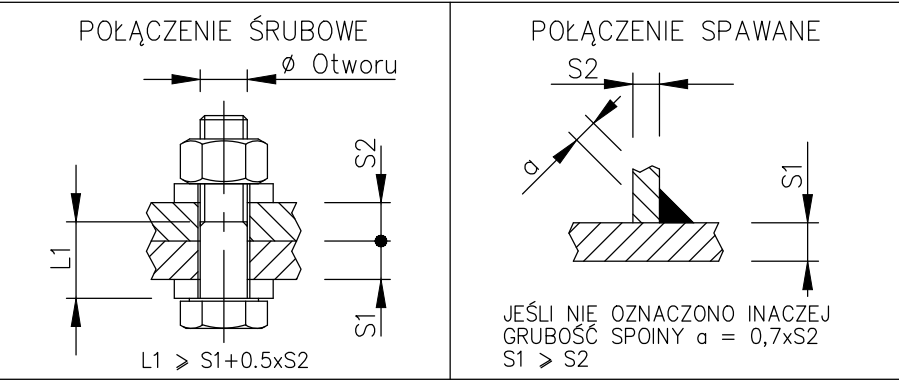 POŁĄCZENIE ŚRUBOWE
ø Otworu
S2
L1
S1
L1 ⩾ S1+0.5xS2
POŁĄCZENIE SPAWANE
S2
a
S1
JEŚLI NIE OZNACZONO INACZEJ
GRUBOŚĆ SPOINY a = 0,7xS2
S1 ⩾ S2